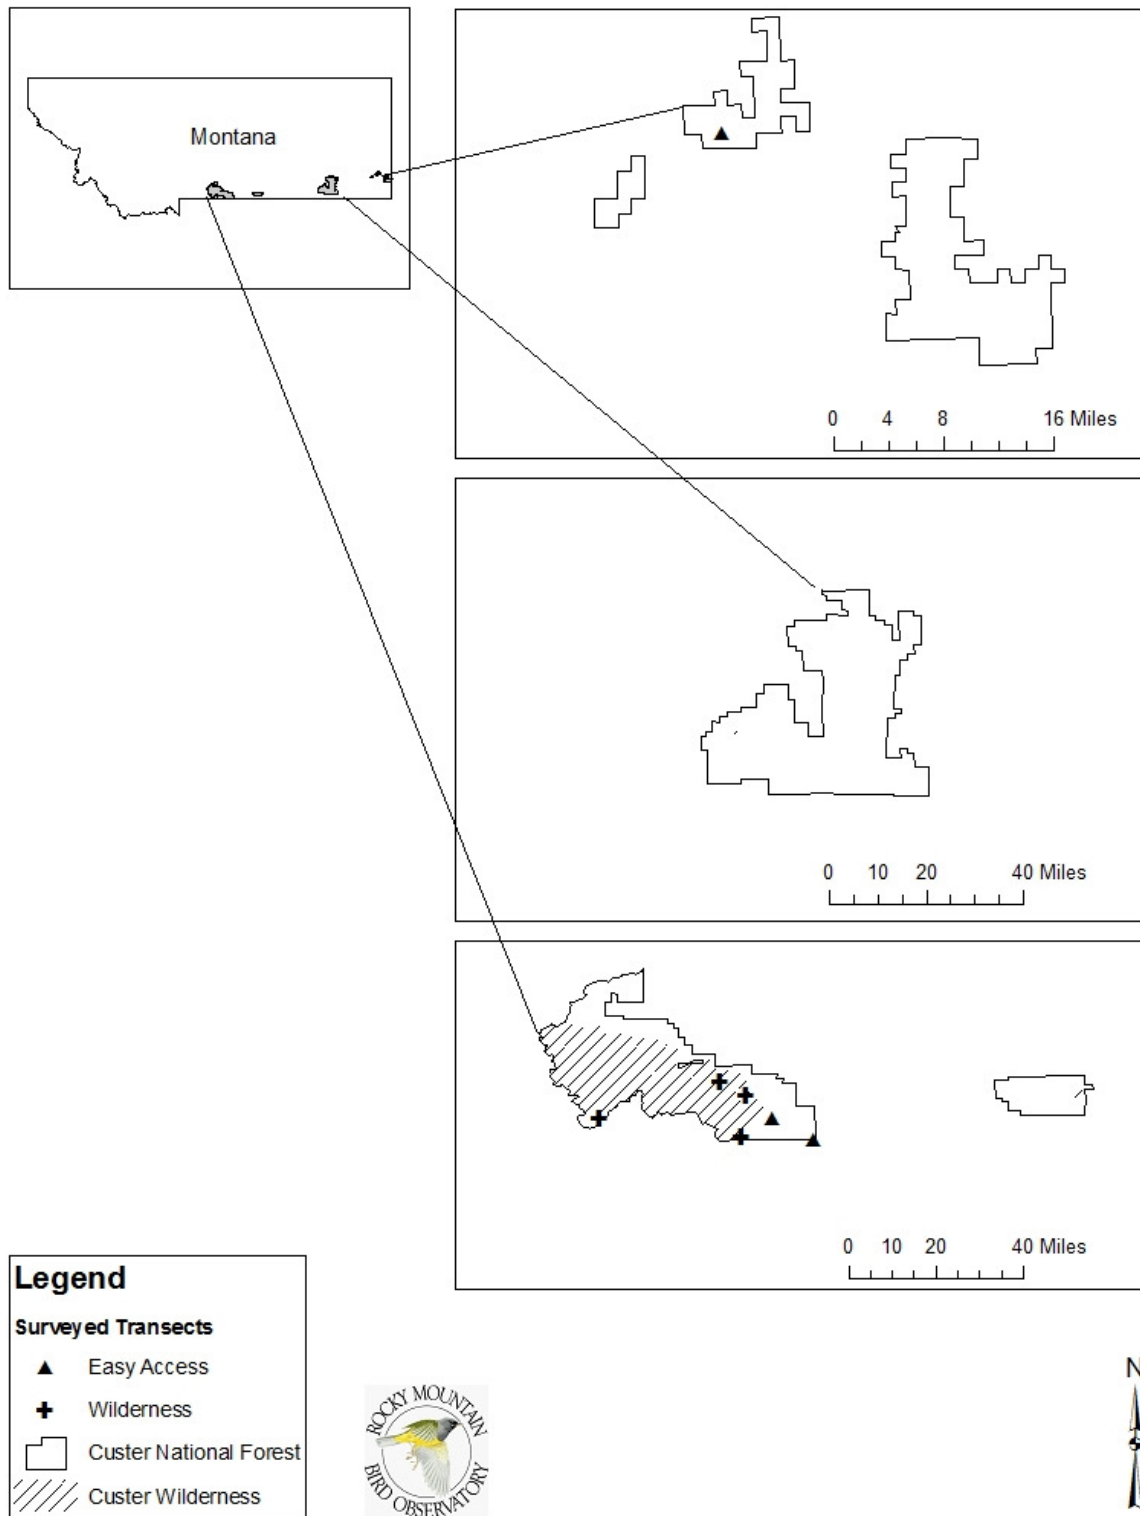 Montana
0 4 8 16 Miles
0 10 20 40 Miles
0 10 20 40 Miles
Legend
Surveyed Transects
Easy Access
Wilderness
Custer National Forest
Custer Wilderness
ROCKY MOUNTAIN
BIRD OBSERVATORY
N